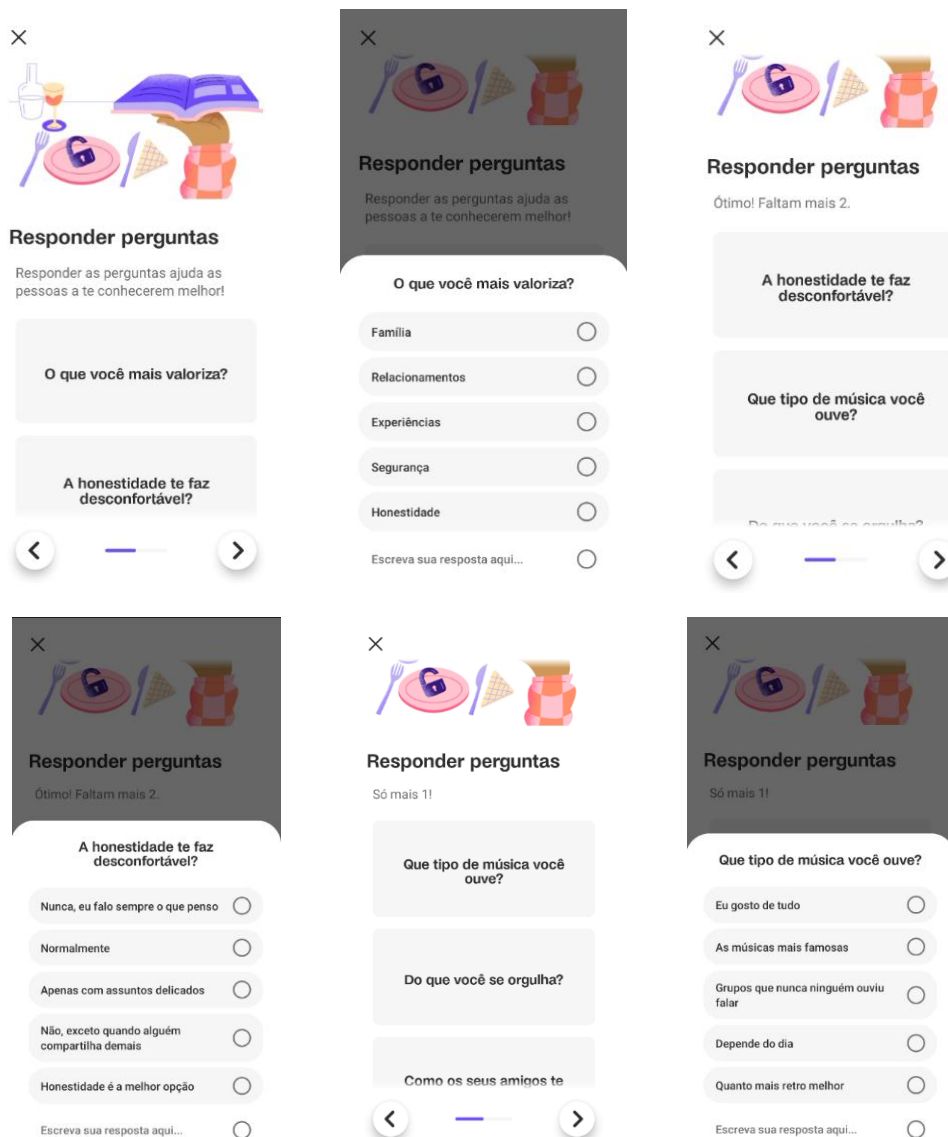 Responder perguntas
Responder as perguntas ajuda as
pessoas a te conhecerem melhor!
O que você mais valoriza?
A honestidade te faz
desconfortável?
Responder perguntas
Responder as perguntas ajuda as
pessoas a te conhecerem melhor!
O que você mais valoriza?
Família
Relacionamentos
Experiências
Segurança
Honestidade
Escreva sua resposta aqui...
Responder perguntas
Ótimo! Faltam mais 2.
A honestidade te faz
desconfortável?
Que tipo de música você
ouve?
Do que você se orgulha?
Responder perguntas
Ótimo! Faltam mais 2.
A honestidade te faz
desconfortável?
Nunca, eu falo sempre o que penso
Normalmente
Apenas com assuntos delicados
Não, exceto quando alguém
compartilha demais
Honestidade é a melhor opção
Escreva sua resposta aqui...
Responder perguntas
Só mais 1!
Que tipo de música você
ouve?
Do que você se orgulha?
Como os seus amigos te
Responder perguntas
Só mais 1!
Que tipo de música você ouve?
Eu gosto de tudo
As músicas mais famosas
Grupos que nunca ninguém ouviu
falar
Depende do dia
Quanto mais retro melhor
Escreva sua resposta aqui...